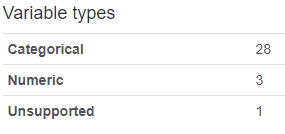 Variable types
Categorical 28
Numeric 3
Unsupported 1